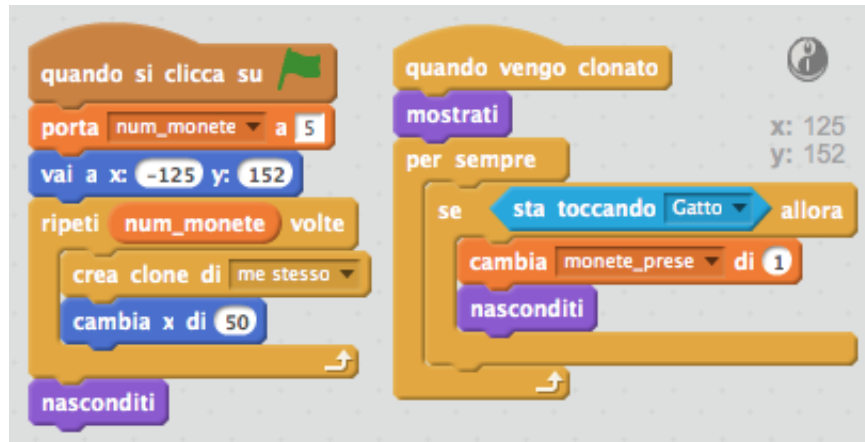 quando si clicca su
porta num_monete a 5
vai a x: -125 y: 152
ripeti num_monete volte
crea clone di me stesso
cambia x di 50
nasconditi
quando vengo clonato
mostrati
per sempre
se sta toccando Gatto allora
cambia monete_prese di 1
nasconditi
x: 125
y: 152